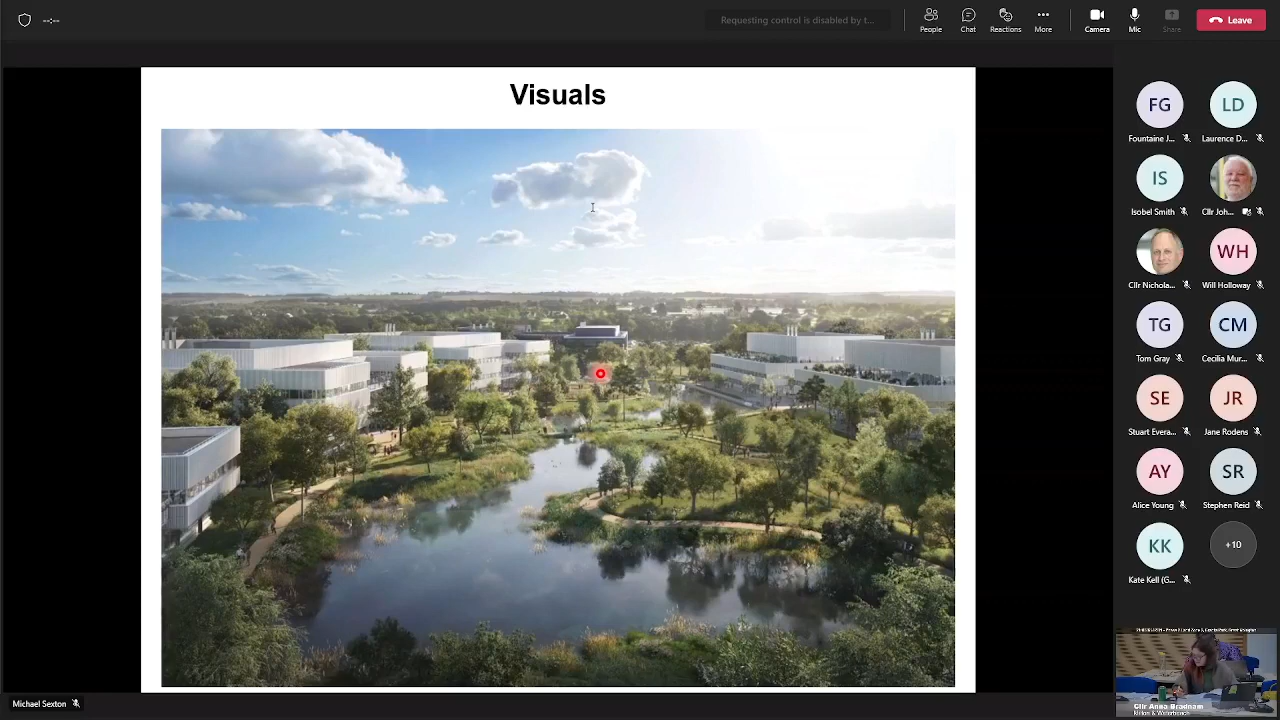 --:--
Requesting control is disabled by t...
People
Chat
Reactions
More
Camera
Mic
Share
Leave
Visuals
FG
Fountaine J...
LD
Laurence D...
IS
Isobel Smith
Cllr Joh...
Cllr Nichola...
WH
Will Holloway
TG
Tom Gray
CM
Cecilia Mur...
SE
Stuart Evera...
JR
Jane Rodens
AY
Alice Young
SR
Stephen Reid
KK
Kate Kell (G...
+10
Cllr Anna Bradnam
Milton & Waterbeach
Michael Sexton